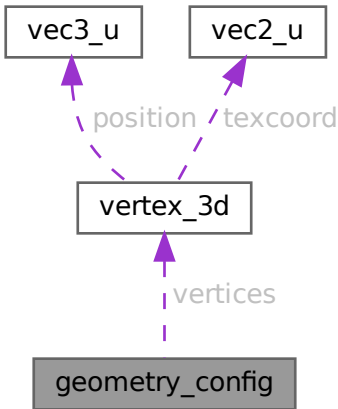 vec3_u
vec2_u
position
texcoord
vertex_3d
vertices
geometry_config